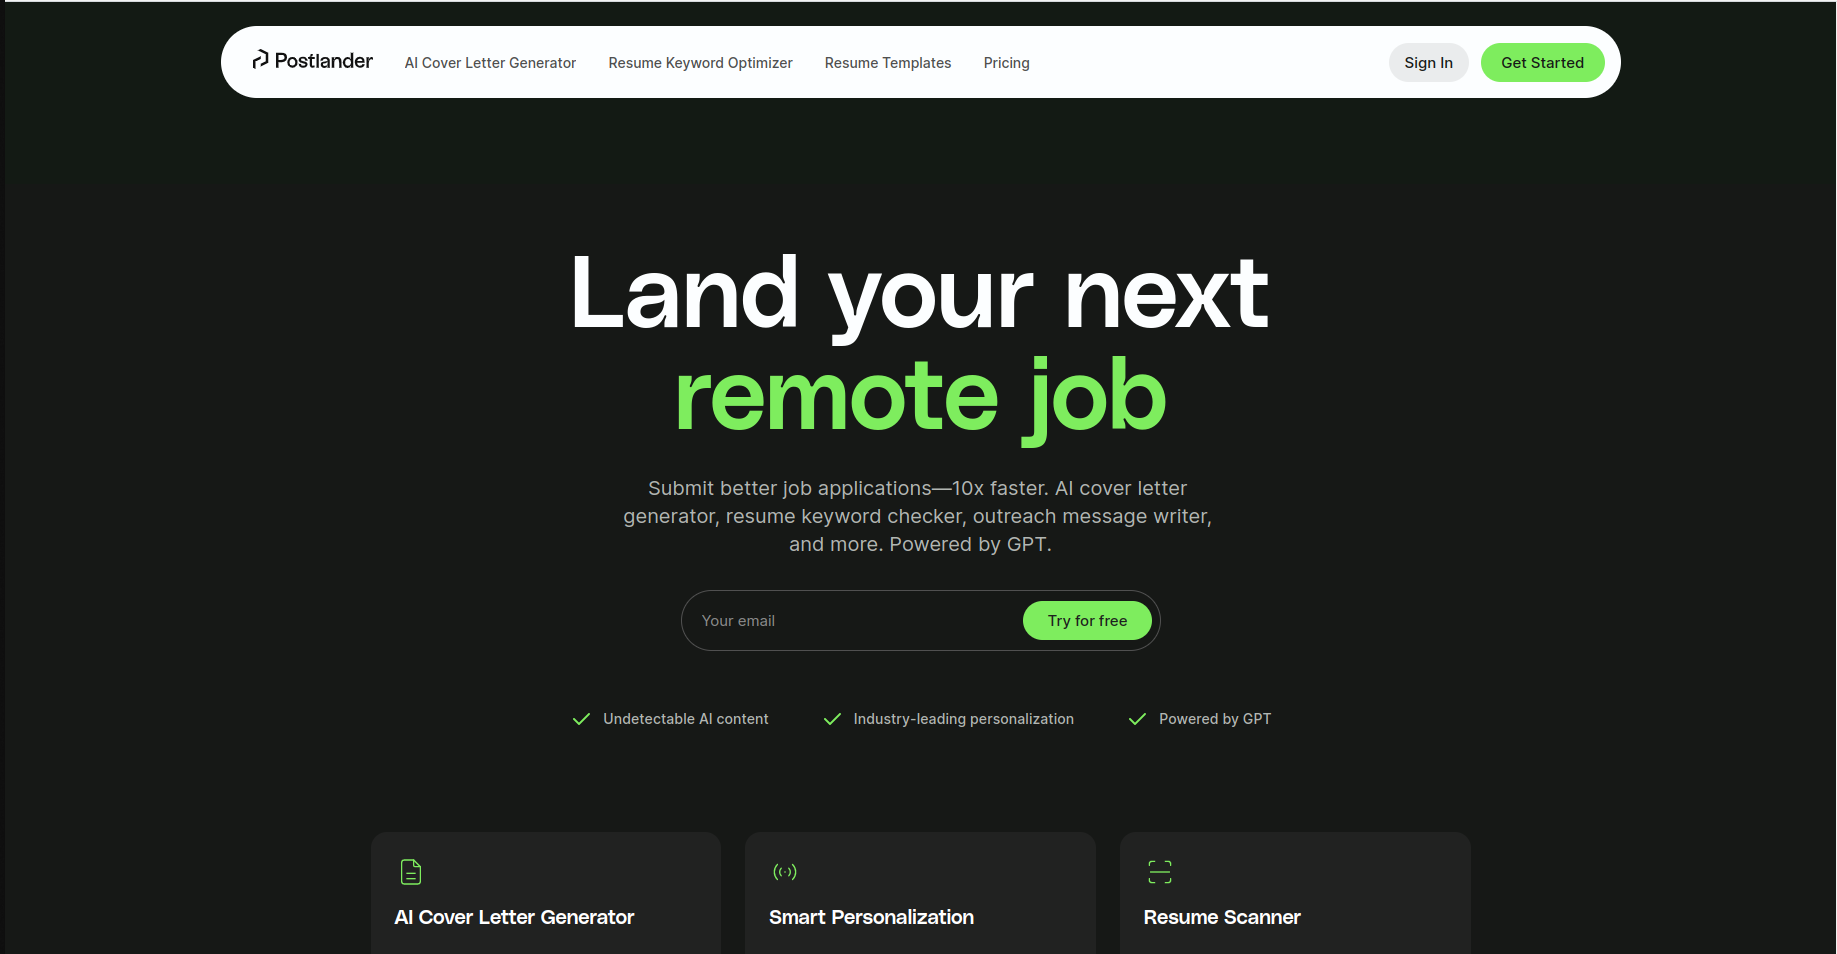 Postlander
AI Cover Letter Generator
Resume Keyword Optimizer
Resume Templates
Pricing
Sign In
Get Started
Land your next
remote job
Submit better job applications—10x faster. AI cover letter
generator, resume keyword checker, outreach message writer,
and more. Powered by GPT.
Your email
Try for free
Undetectable AI content
Industry-leading personalization
Powered by GPT
AI Cover Letter Generator
Smart Personalization
Resume Scanner